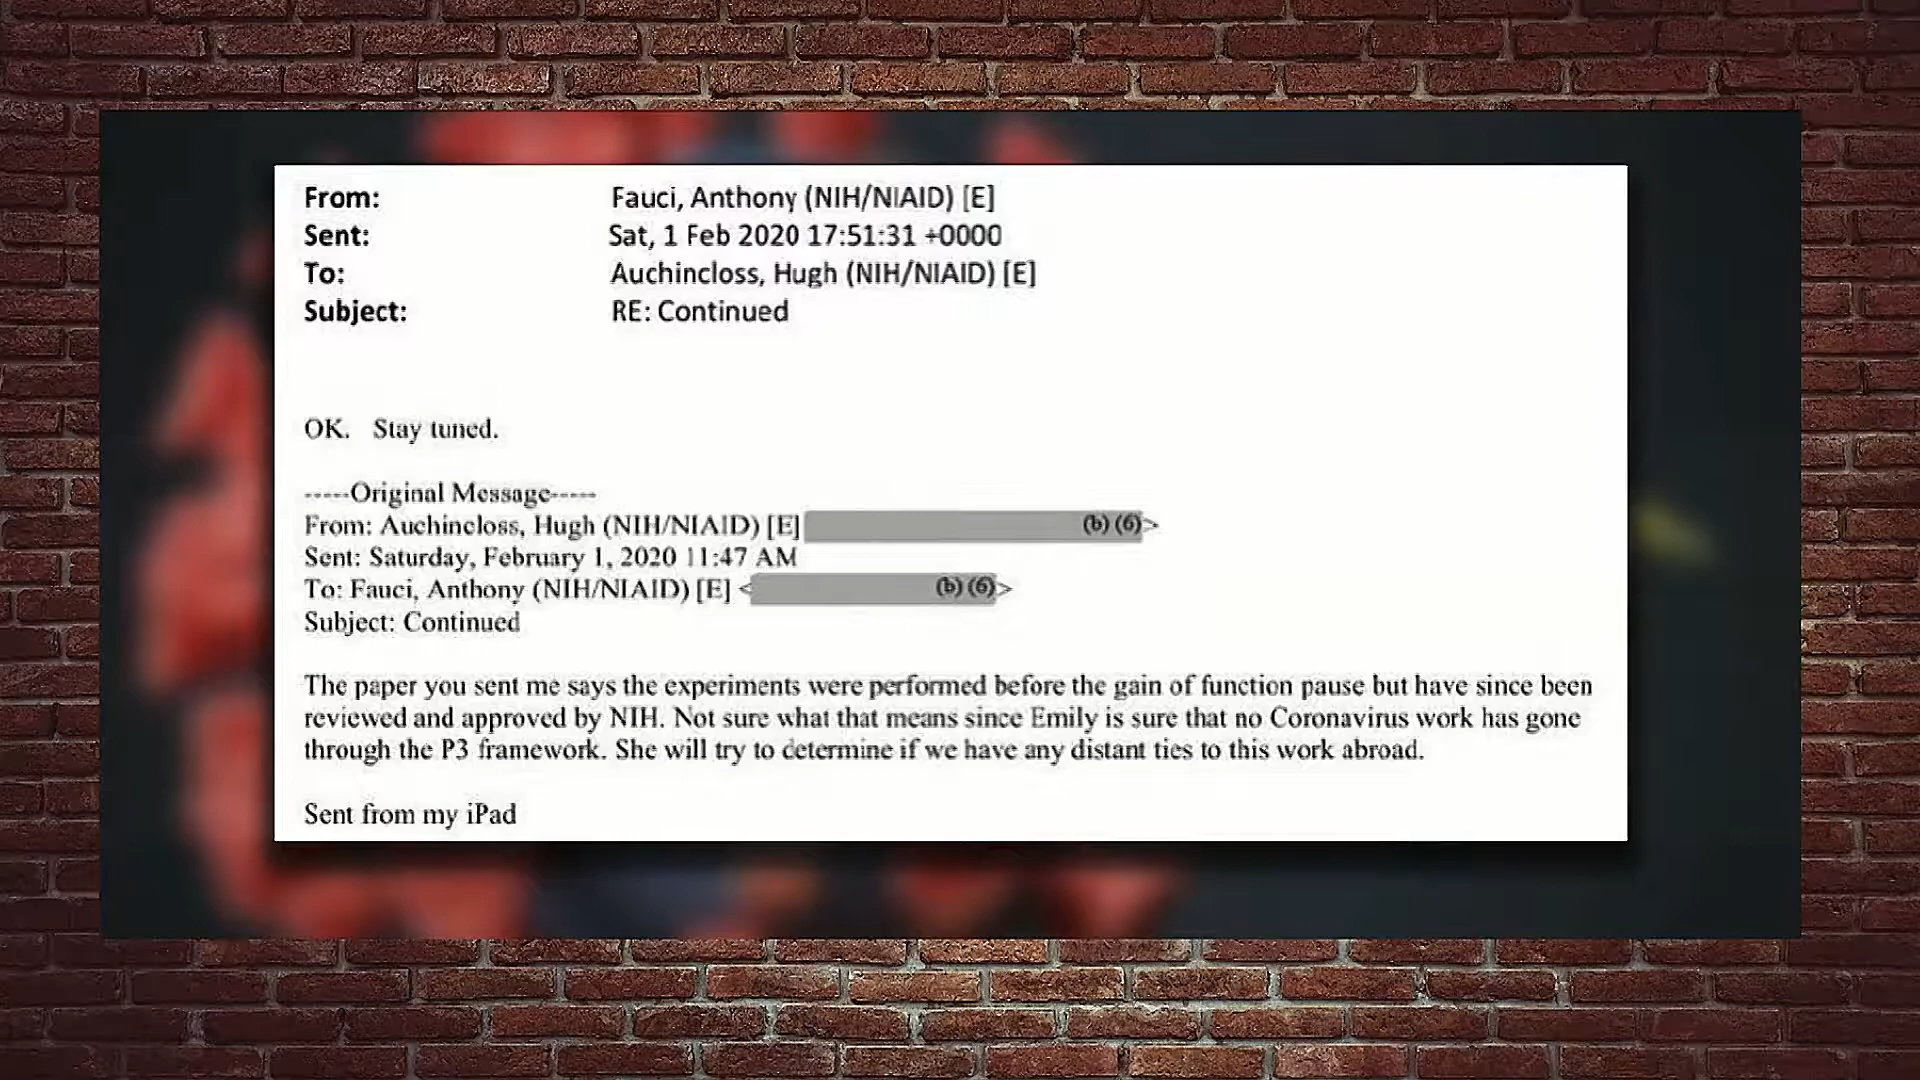 From: Fauci, Anthony (NIH/NIAID) [E]
Sent: Sat, 1 Feb 2020 17:51:31 +0000
To: Auchincloss, Hugh (NIH/NIAID) [E]
Subject: RE: Continued
OK. Stay tuned.
-----Original Message-----
From: Auchincloss, Hugh (NIH/NIAID) [E] (b) (6)>
Sent: Saturday, February 1, 2020 11:47 AM
To: Fauci, Anthony (NIH/NIAID) [E] < (b) (6)>
Subject: Continued
The paper you sent me says the experiments were performed before the gain of function pause but have since been
reviewed and approved by NIH. Not sure what that means since Emily is sure that no Coronavirus work has gone
through the P3 framework. She will try to determine if we have any distant ties to this work abroad.
Sent from my iPad